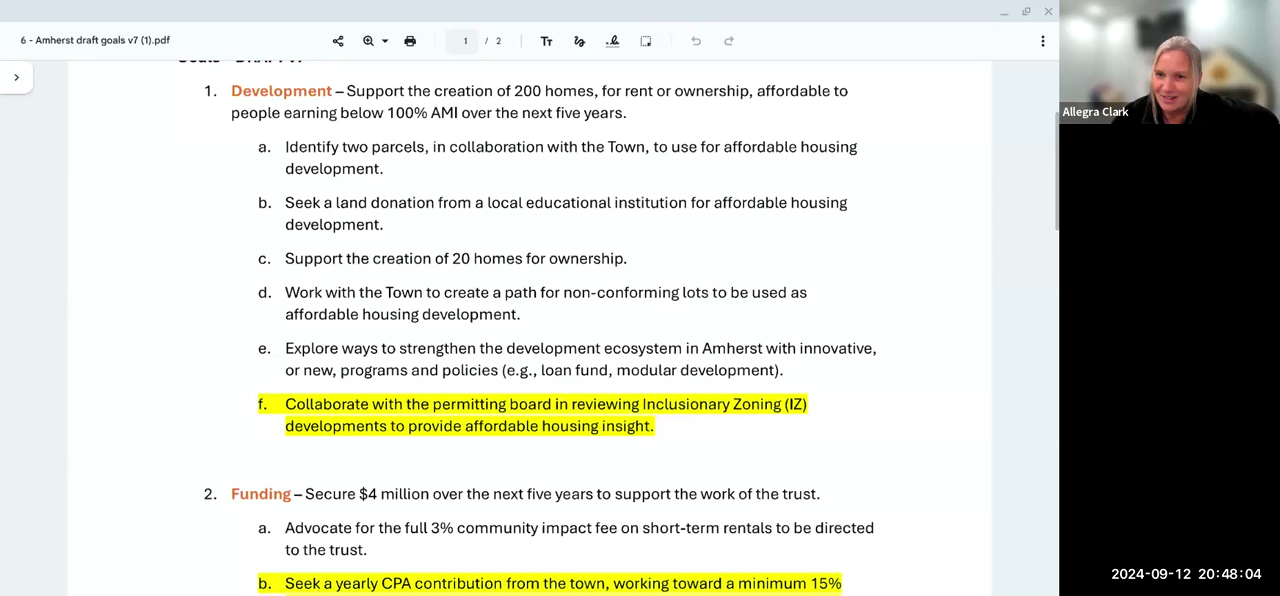 6 - Amherst draft goals v7 (1).pdf
1 / 2
1. Development – Support the creation of 200 homes, for rent or ownership, affordable to
people earning below 100% AMI over the next five years.
a. Identify two parcels, in collaboration with the Town, to use for affordable housing
development.
b. Seek a land donation from a local educational institution for affordable housing
development.
c. Support the creation of 20 homes for ownership.
d. Work with the Town to create a path for non-conforming lots to be used as
affordable housing development.
e. Explore ways to strengthen the development ecosystem in Amherst with innovative,
or new, programs and policies (e.g., loan fund, modular development).
f. Collaborate with the permitting board in reviewing Inclusionary Zoning (IZ)
developments to provide affordable housing insight.
2. Funding – Secure $4 million over the next five years to support the work of the trust.
a. Advocate for the full 3% community impact fee on short-term rentals to be directed
to the trust.
b. Seek a yearly CPA contribution from the town, working toward a minimum 15%
Allegra Clark
2024-09-12 20:48:04